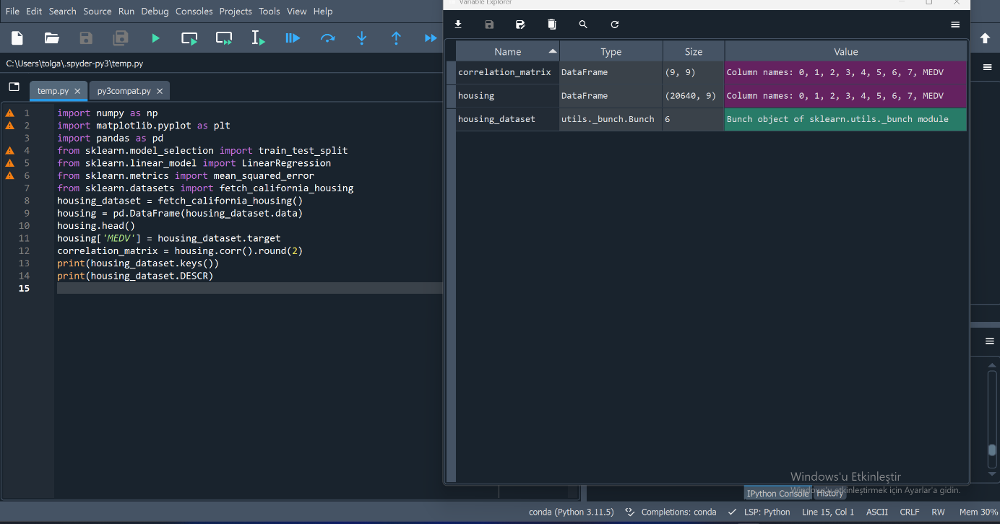 File Edit Search Source Run Debug Consoles Projects Tools View Help
Variable Explorer
C:\Users\tolga\.spyder-py3\temp.py
temp.py
py3compat.py
1 import numpy as np
2 import matplotlib.pyplot as plt
3 import pandas as pd
4 from sklearn.model_selection import train_test_split
5 from sklearn.linear_model import LinearRegression
6 from sklearn.metrics import mean_squared_error
7 from sklearn.datasets import fetch_california_housing
8 housing_dataset = fetch_california_housing()
9 housing = pd.DataFrame(housing_dataset.data)
10 housing.head()
11 housing['MEDV'] = housing_dataset.target
12 correlation_matrix = housing.corr().round(2)
13 print(housing_dataset.keys())
14 print(housing_dataset.DESCR)
15
Name Type Size Value
correlation_matrix DataFrame (9, 9) Column names: 0, 1, 2, 3, 4, 5, 6, 7, MEDV
housing DataFrame (20640, 9) Column names: 0, 1, 2, 3, 4, 5, 6, 7, MEDV
housing_dataset utils._bunch.Bunch 6 Bunch object of sklearn.utils._bunch module
Windows'u Etkinleştir
Windows'u etkinleştirmek için Ayarlar'a gidin.
IPython Console History
conda (Python 3.11.5) Completions: conda LSP: Python Line 15, Col 1 ASCII CRLF RW Mem 30%